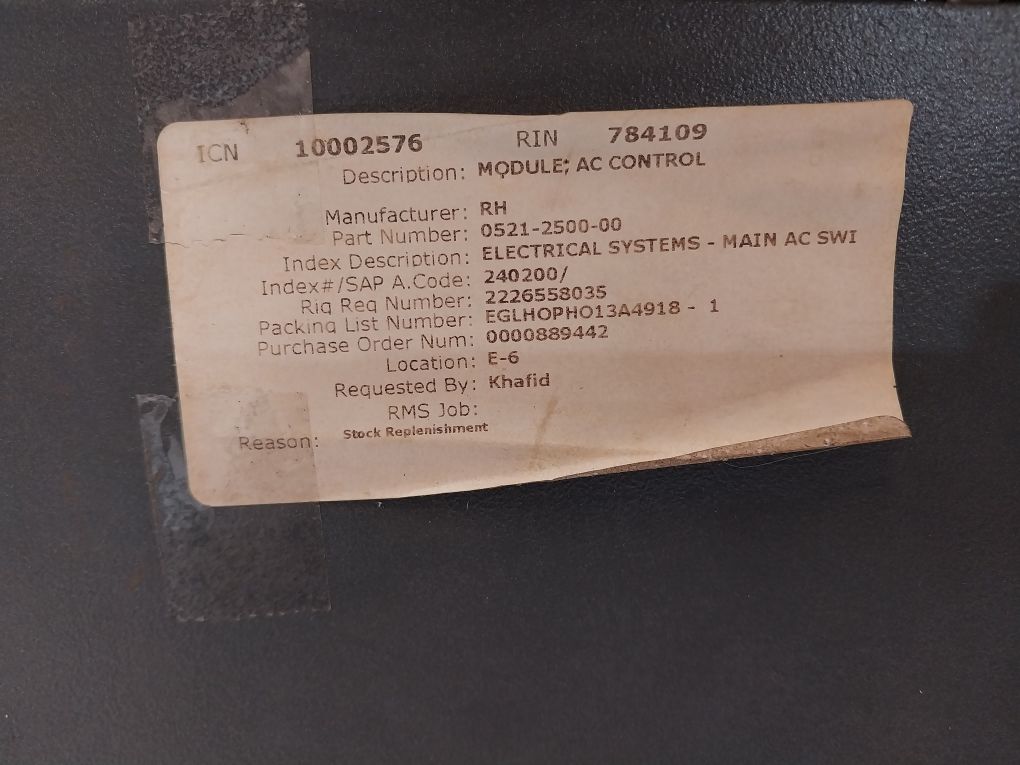 ICN 10002576 RIN 784109
Description: MODULE; AC CONTROL
Manufacturer: RH
Part Number: 0521-2500-00
Index Description: ELECTRICAL SYSTEMS - MAIN AC SWI
Index#/SAP A.Code: 240200/
Rig Req Number: 2226558035
Packing List Number: EGLHOPHO13A4918 - 1
Purchase Order Num: 0000889442
Location: E-6
Requested By: Khafid
RMS Job:
Reason: Stock Replenishment